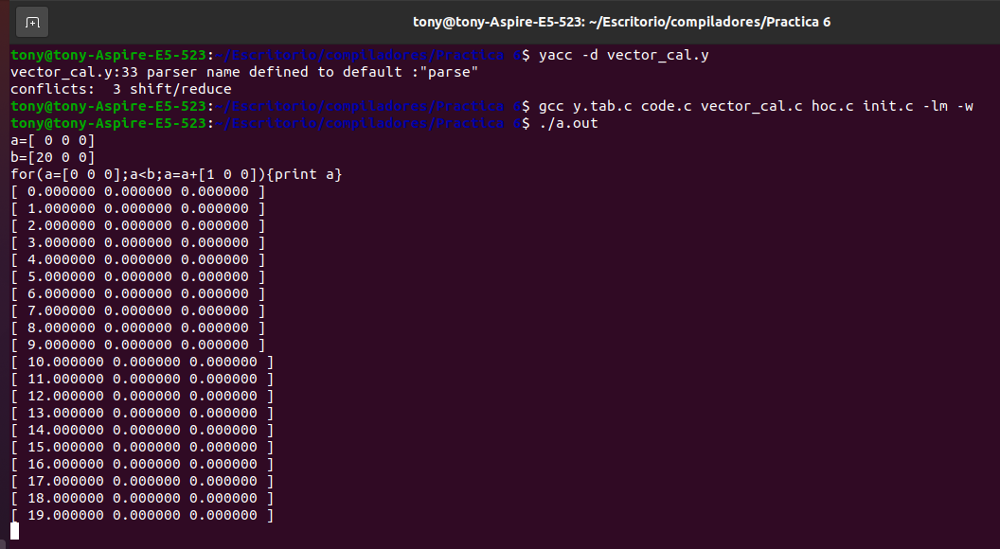 tony@tony-Aspire-E5-523: ~/Escritorio/compiladores/Practica 6
tony@tony-Aspire-E5-523:~/Escritorio/compiladores/Practica 6$ yacc -d vector_cal.y
vector_cal.y:33 parser name defined to default :"parse"
conflicts:  3 shift/reduce
tony@tony-Aspire-E5-523:~/Escritorio/compiladores/Practica 6$ gcc y.tab.c code.c vector_cal.c hoc.c init.c -lm -w
tony@tony-Aspire-E5-523:~/Escritorio/compiladores/Practica 6$ ./a.out
a=[ 0 0 0]
b=[20 0 0]
for(a=[0 0 0];a<b;a=a+[1 0 0]){print a}
[ 0.000000 0.000000 0.000000 ]
[ 1.000000 0.000000 0.000000 ]
[ 2.000000 0.000000 0.000000 ]
[ 3.000000 0.000000 0.000000 ]
[ 4.000000 0.000000 0.000000 ]
[ 5.000000 0.000000 0.000000 ]
[ 6.000000 0.000000 0.000000 ]
[ 7.000000 0.000000 0.000000 ]
[ 8.000000 0.000000 0.000000 ]
[ 9.000000 0.000000 0.000000 ]
[ 10.000000 0.000000 0.000000 ]
[ 11.000000 0.000000 0.000000 ]
[ 12.000000 0.000000 0.000000 ]
[ 13.000000 0.000000 0.000000 ]
[ 14.000000 0.000000 0.000000 ]
[ 15.000000 0.000000 0.000000 ]
[ 16.000000 0.000000 0.000000 ]
[ 17.000000 0.000000 0.000000 ]
[ 18.000000 0.000000 0.000000 ]
[ 19.000000 0.000000 0.000000 ]